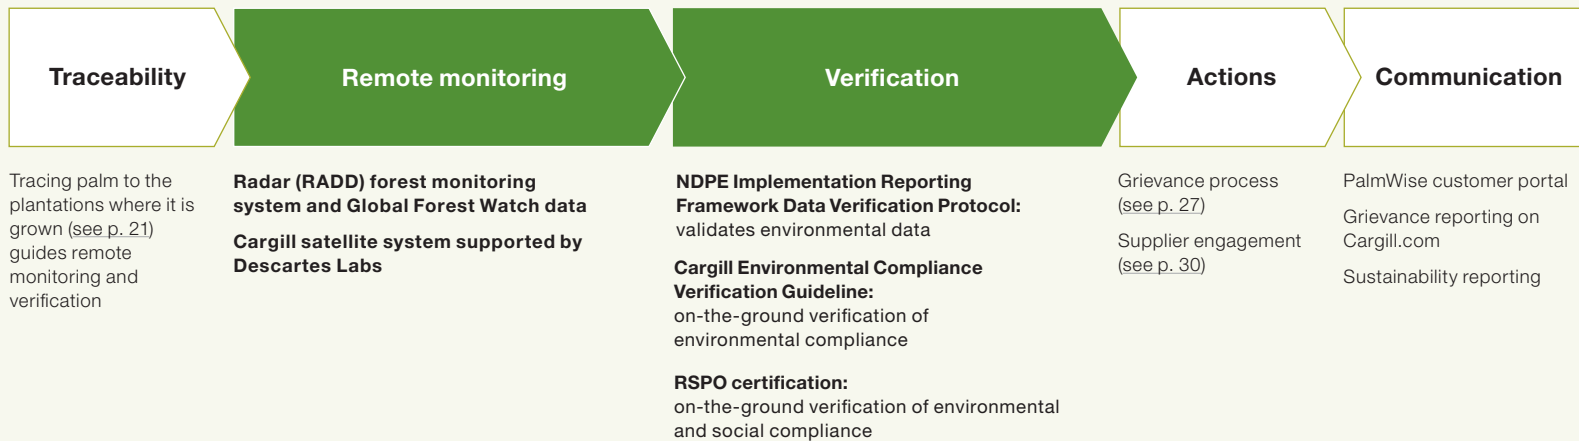 Traceability
Remote monitoring
Verification
Actions
Communication
Tracing palm to the
plantations where it is
grown (see p. 21)
guides remote
monitoring and
verification
Radar (RADD) forest monitoring
system and Global Forest Watch data
Cargill satellite system supported by
Descartes Labs
NDPE Implementation Reporting
Framework Data Verification Protocol:
validates environmental data
Cargill Environmental Compliance
Verification Guideline:
on-the-ground verification of
environmental compliance
RSPO certification:
on-the-ground verification of environmental
and social compliance
Grievance process
(see p. 27)
Supplier engagement
(see p. 30)
PalmWise customer portal
Grievance reporting on
Cargill.com
Sustainability reporting